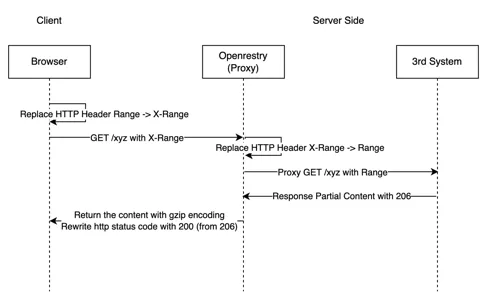 Client
Server Side
Browser
Openrestry
(Proxy)
3rd System
Replace HTTP Header Range -> X-Range
GET /xyz with X-Range
Replace HTTP Header X-Range -> Range
Proxy GET /xyz with Range
Response Partial Content with 206
Return the content with gzip encoding
Rewrite http status code with 200 (from 206)